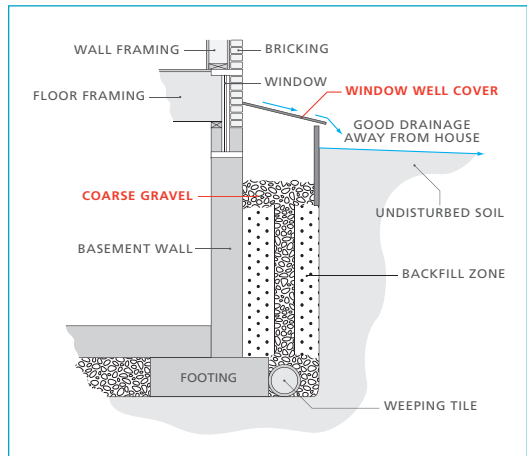 WALL FRAMING
BRICKING
WINDOW
FLOOR FRAMING
WINDOW WELL COVER
GOOD DRAINAGE
AWAY FROM HOUSE
COARSE GRAVEL
UNDISTURBED SOIL
BASEMENT WALL
BACKFILL ZONE
FOOTING
WEEPING TILE